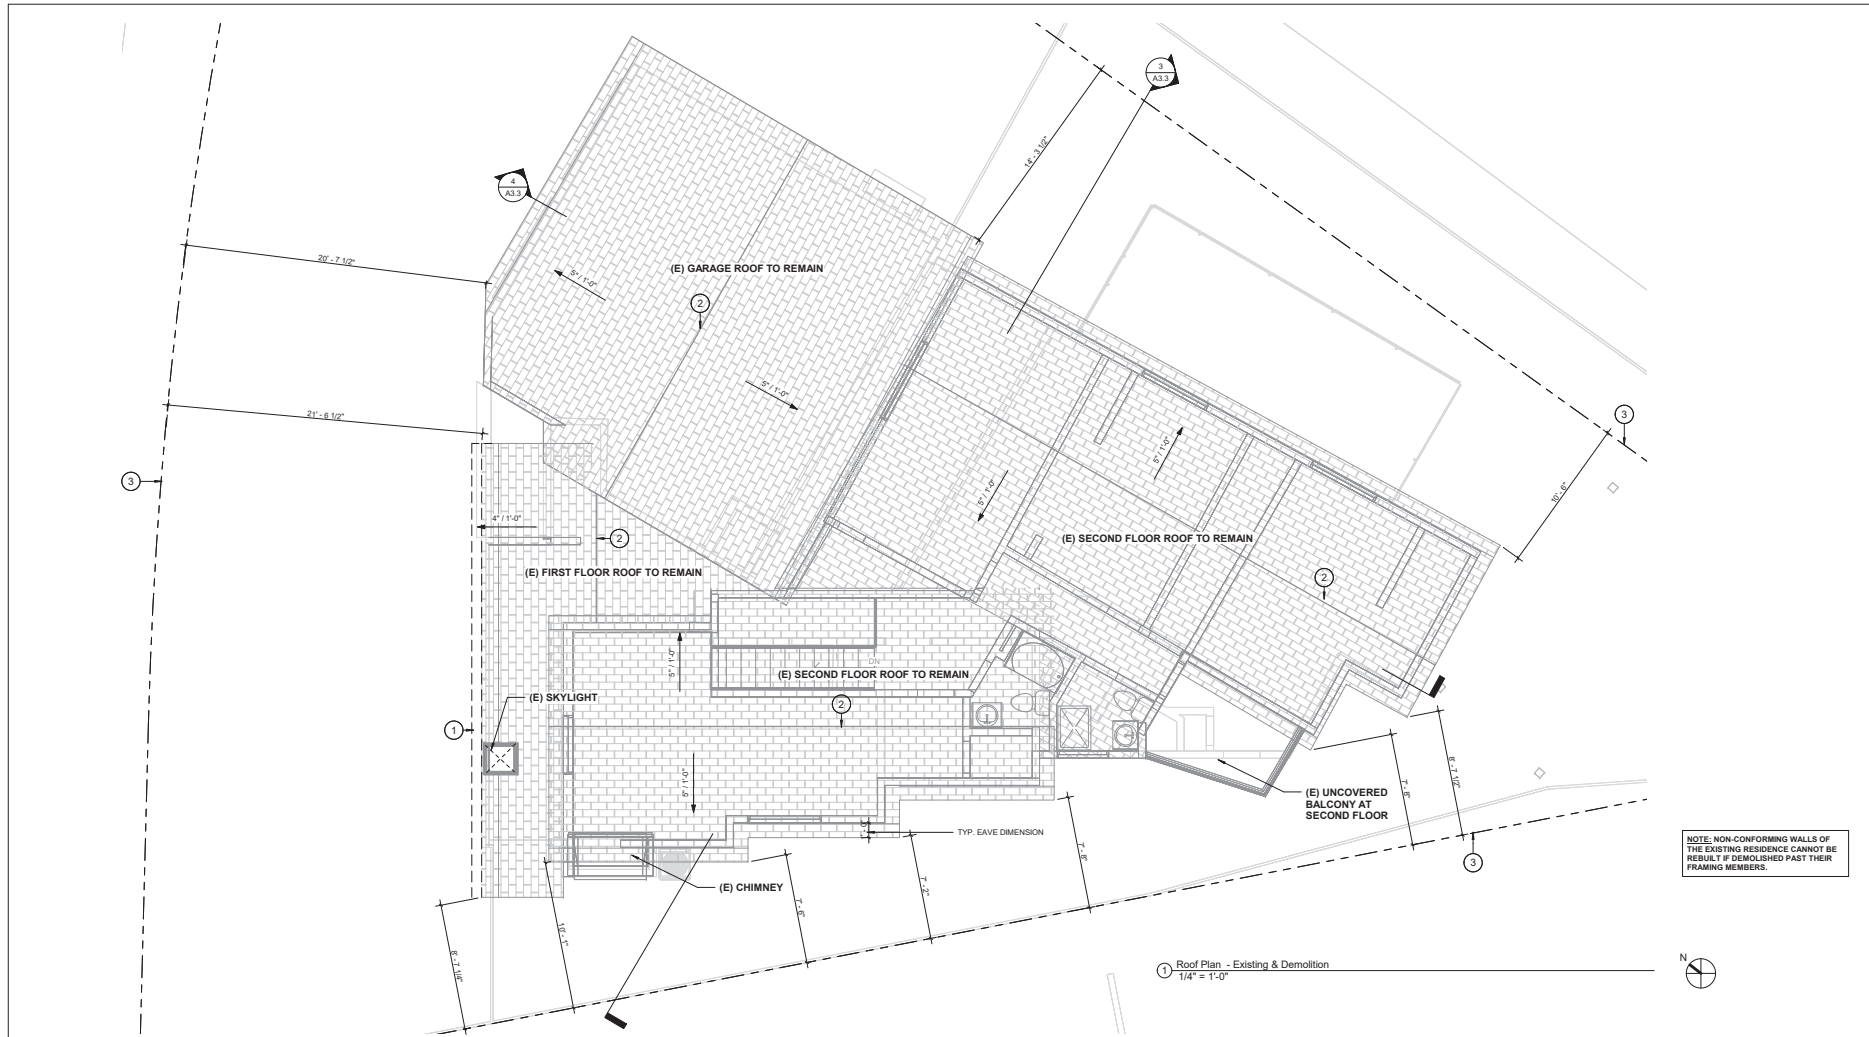 3
A3.3
14' - 3 1/2"
4
A3.3
20' - 7 1/2"
5" / 1'-0"
(E) GARAGE ROOF TO REMAIN
2
5" / 1'-0"
21' - 6 1/2"
3
3
10' - 6"
5" / 1'-0"
5" / 1'-0"
4" / 1'-0"
2
(E) SECOND FLOOR ROOF TO REMAIN
(E) FIRST FLOOR ROOF TO REMAIN
2
5" / 1'-0"
DN
(E) SECOND FLOOR ROOF TO REMAIN
(E) SKYLIGHT
2
1
5" / 1'-0"
(E) UNCOVERED
BALCONY AT
SECOND FLOOR
7' - 8"
8' - 7 1/2"
TYP. EAVE DIMENSION
3
(E) CHIMNEY
8' - 7 1/4"
10' - 1"
7' - 6"
7' - 2"
7' - 8"
NOTE: NON-CONFORMING WALLS OF
THE EXISTING RESIDENCE CANNOT BE
REBUILT IF DEMOLISHED PAST THEIR
FRAMING MEMBERS.
1
Roof Plan - Existing & Demolition
1/4" = 1'-0"
N